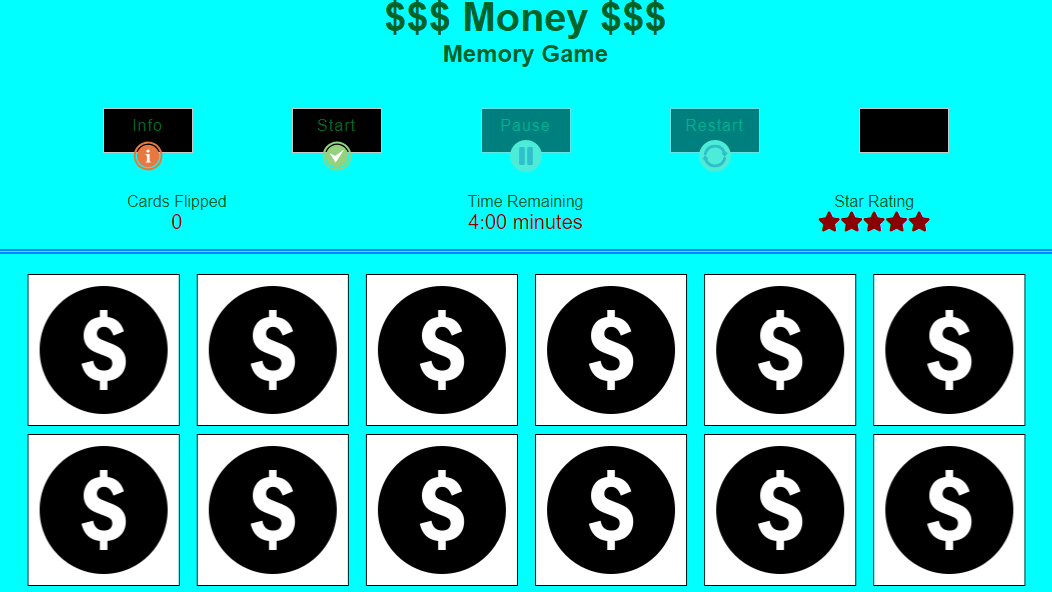 $$$ Money $$$
Memory Game
Info Start Pause Restart
Cards Flipped Time Remaining Star Rating
0 4:00 minutes
$ $ $ $ $ $
$ $ $ $ $ $